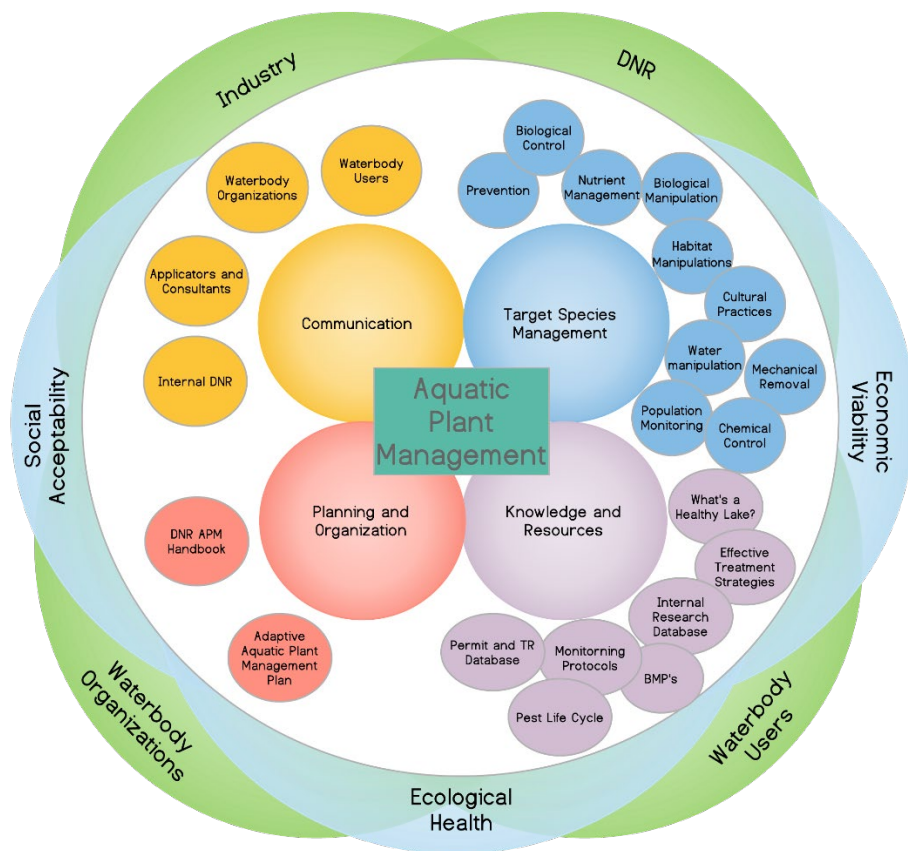 Industry
DNR
Biological
Control
Waterbody
Users
Waterbody
Organizations
Prevention
Nutrient
Management
Biological
Manipulation
Habitat
Manipulations
Applicators and
Consultants
Cultural
Practices
Communication
Target Species
Management
Water
manipulation
Mechanical
Removal
Internal DNR
Population
Monitoring
Chemical
Control
Aquatic
Plant
Management
Social
Acceptability
Economic
Viability
Planning and
Organization
Knowledge and
Resources
What's a
Healthy Lake?
DNR APM
Handbook
Effective
Treatment
Strategies
Internal
Research
Database
Adaptive
Aquatic Plant
Management
Plan
Permit and TR
Database
Monitorning
Protocols
BMP's
Pest Life Cycle
Waterbody
Organizations
Waterbody
Users
Ecological
Health